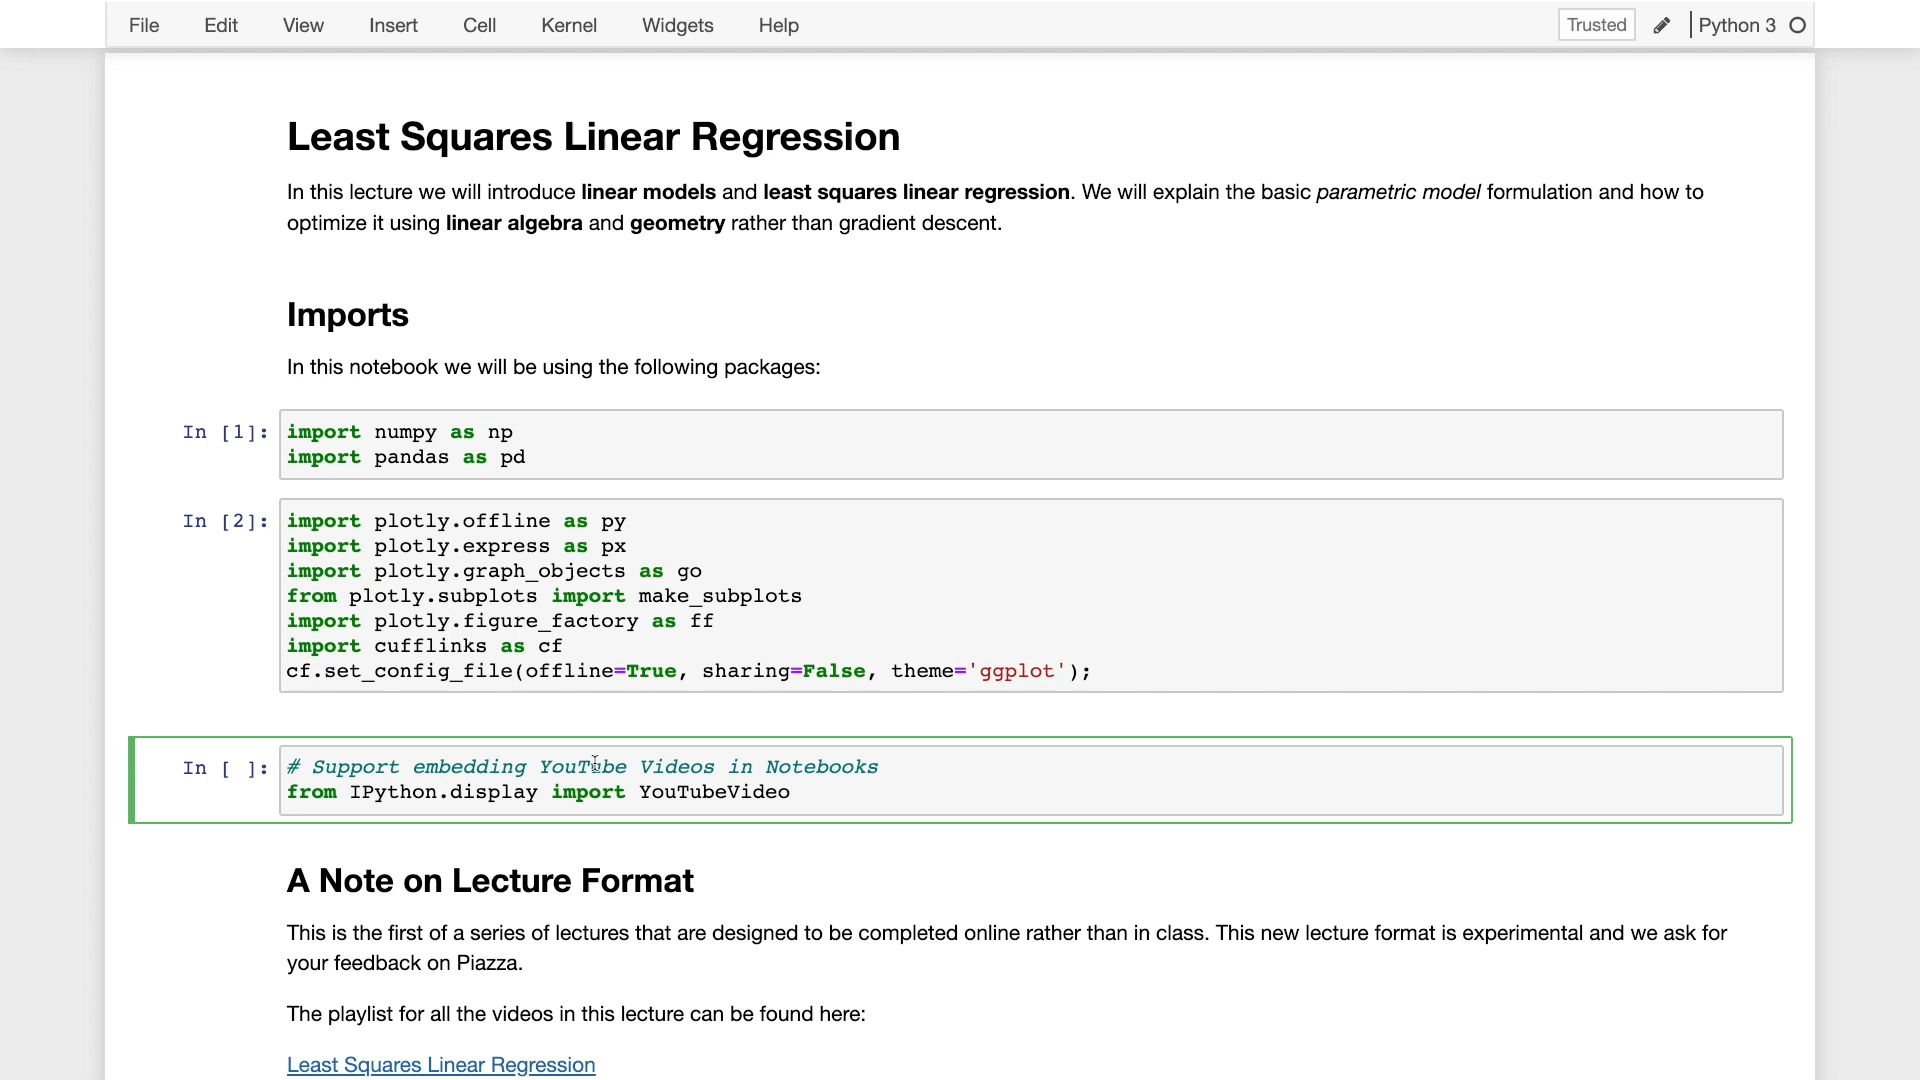 File Edit View Insert Cell Kernel Widgets Help Trusted Python 3
Least Squares Linear Regression
In this lecture we will introduce linear models and least squares linear regression. We will explain the basic parametric model formulation and how to
optimize it using linear algebra and geometry rather than gradient descent.
Imports
In this notebook we will be using the following packages:
In [1]: import numpy as np
import pandas as pd
In [2]: import plotly.offline as py
import plotly.express as px
import plotly.graph_objects as go
from plotly.subplots import make_subplots
import plotly.figure_factory as ff
import cufflinks as cf
cf.set_config_file(offline=True, sharing=False, theme='ggplot');
In [ ]: # Support embedding YouTube Videos in Notebooks
from IPython.display import YouTubeVideo
A Note on Lecture Format
This is the first of a series of lectures that are designed to be completed online rather than in class. This new lecture format is experimental and we ask for
your feedback on Piazza.
The playlist for all the videos in this lecture can be found here:
Least Squares Linear Regression